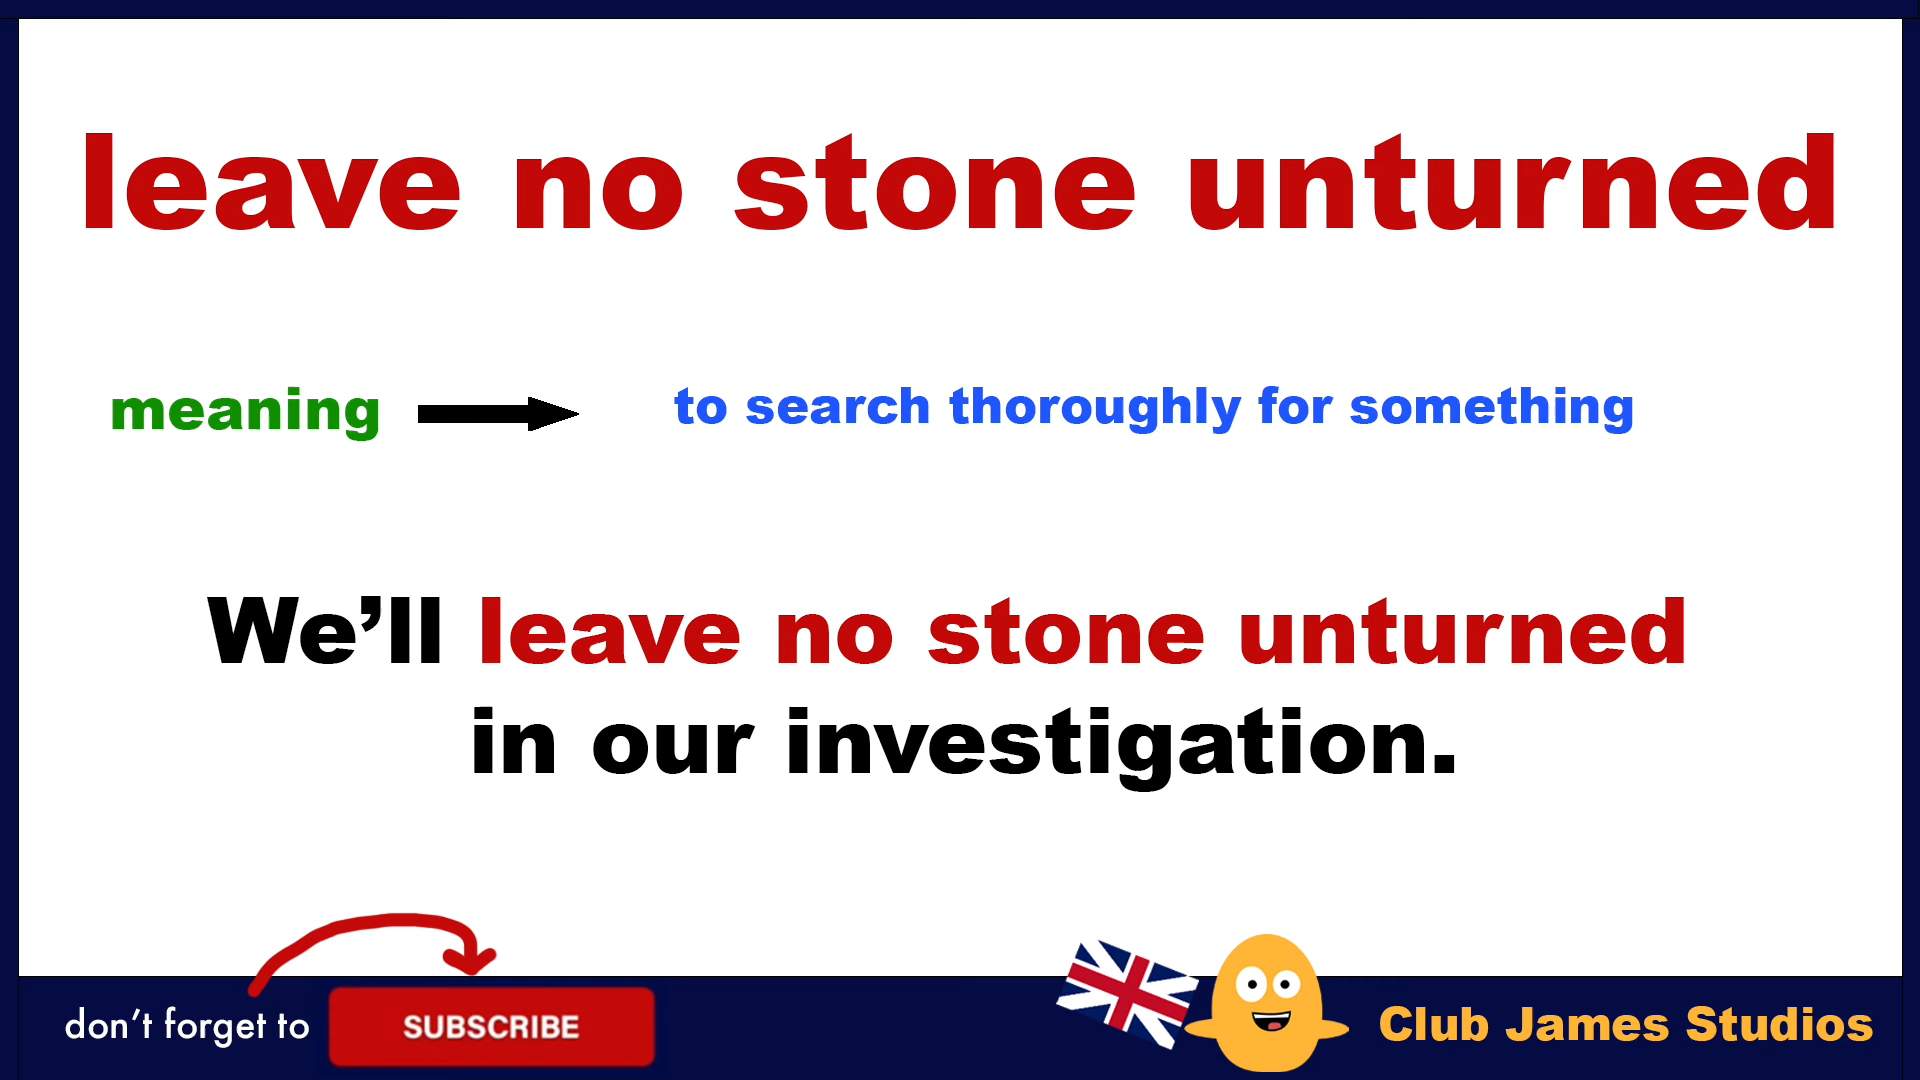 leave no stone unturned
meaning
to search thoroughly for something
We’ll leave no stone unturned
in our investigation.
don’t forget to
SUBSCRIBE
Club James Studios